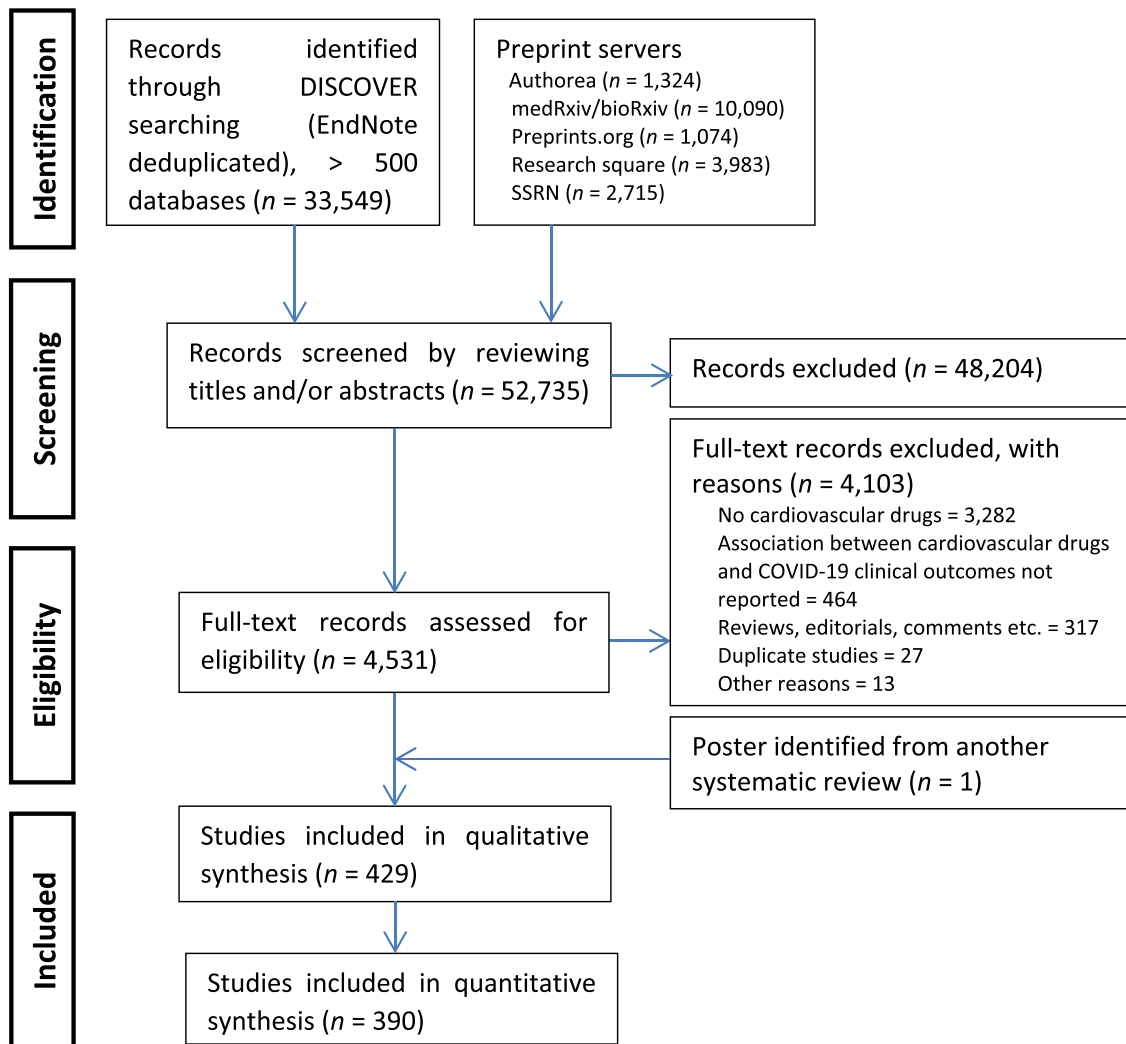 Identification
Records identified
through DISCOVER
searching (EndNote
deduplicated), > 500
databases (n = 33,549)
Preprint servers
Authorea (n = 1,324)
medRxiv/bioRxiv (n = 10,090)
Preprints.org (n = 1,074)
Research square (n = 3,983)
SSRN (n = 2,715)
Screening
Records screened by reviewing
titles and/or abstracts (n = 52,735)
Records excluded (n = 48,204)
Full-text records excluded, with
reasons (n = 4,103)
No cardiovascular drugs = 3,282
Association between cardiovascular drugs
and COVID-19 clinical outcomes not
reported = 464
Reviews, editorials, comments etc. = 317
Duplicate studies = 27
Other reasons = 13
Eligibility
Full-text records assessed for
eligibility (n = 4,531)
Poster identified from another
systematic review (n = 1)
Included
Studies included in qualitative
synthesis (n = 429)
Studies included in quantitative
synthesis (n = 390)